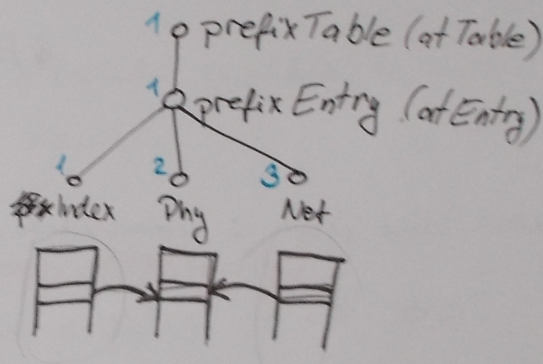 1 prefixTable (atTable)
1 prefixEntry (atEntry)
1 2 3
Index Phy Net